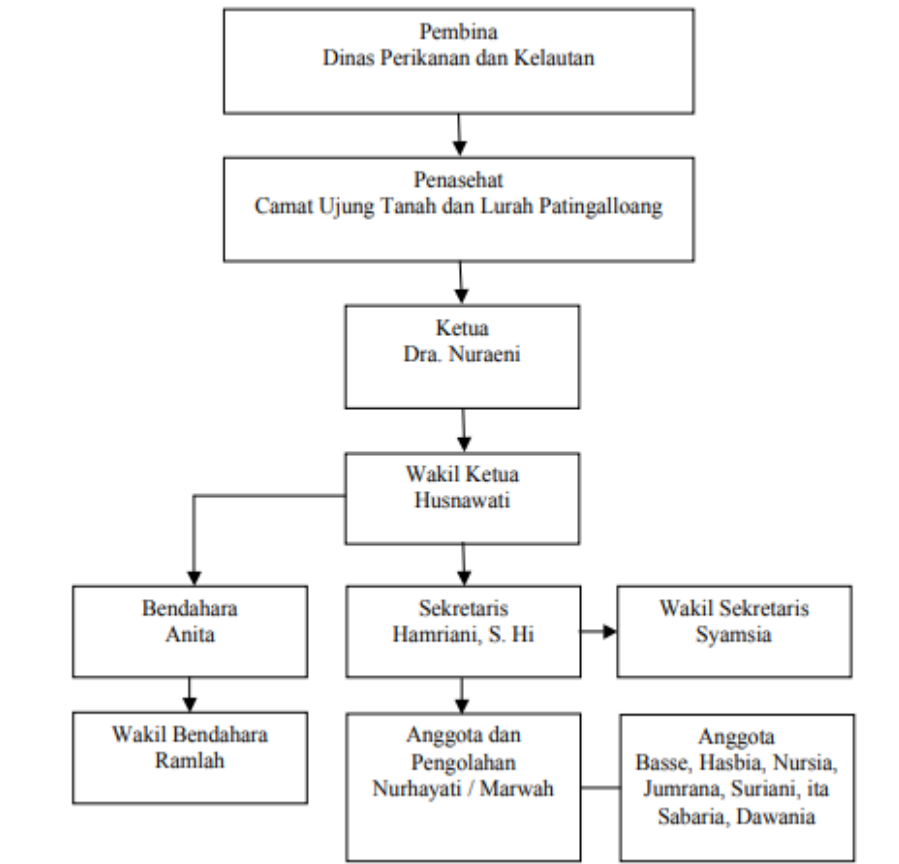 Pembina
Dinas Perikanan dan Kelautan
Penasehat
Camat Ujung Tanah dan Lurah Patingalloang
Ketua
Dra. Nuraeni
Wakil Ketua
Husnawati
Bendahara
Anita
Sekretaris
Hamriani, S. Hi
Wakil Sekretaris
Syamsia
Wakil Bendahara
Ramlah
Anggota dan
Pengolahan
Nurhayati / Marwah
Anggota
Basse, Hasbia, Nursia,
Jumrana, Suriani, ita
Sabaria, Dawania